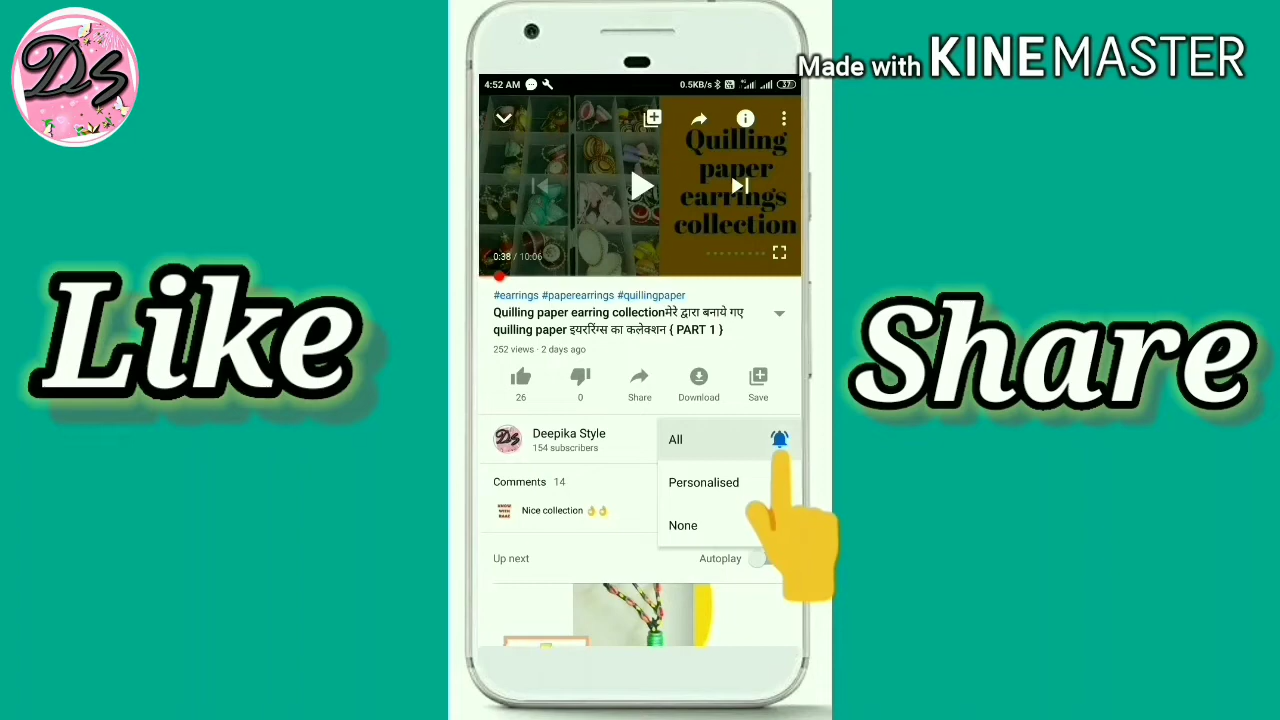 Ds
Made with KINEMASTER
4:52 AM
0.5KB/s
37
Quilling
paper
earrings
collection
0:38 / 10:06
#earrings #paperearrings #quillingpaper
Quilling paper earring collectionमेरे द्वारा बनाये गए
quilling paper इयररिंग्स का कलेक्शन { PART 1 }
252 views · 2 days ago
26
0
Share
Download
Save
Like
Share
Ds
Deepika Style
154 subscribers
All
Personalised
None
Comments 14
Nice collection 👌👌
Up next
Autoplay